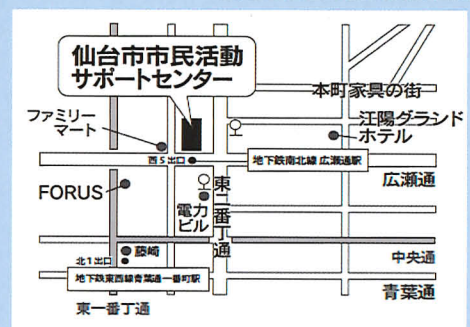 仙台市市民活動
サポートセンター
本町家具の街
ファミリー
マート
江陽グランド
ホテル
西5出口
地下鉄南北線 広瀬通駅
広瀬通
FORUS
電力
ビル
東二番丁通
藤崎
北1出口
中央通
地下鉄東西線青葉通一番町駅
青葉通
東一番丁通